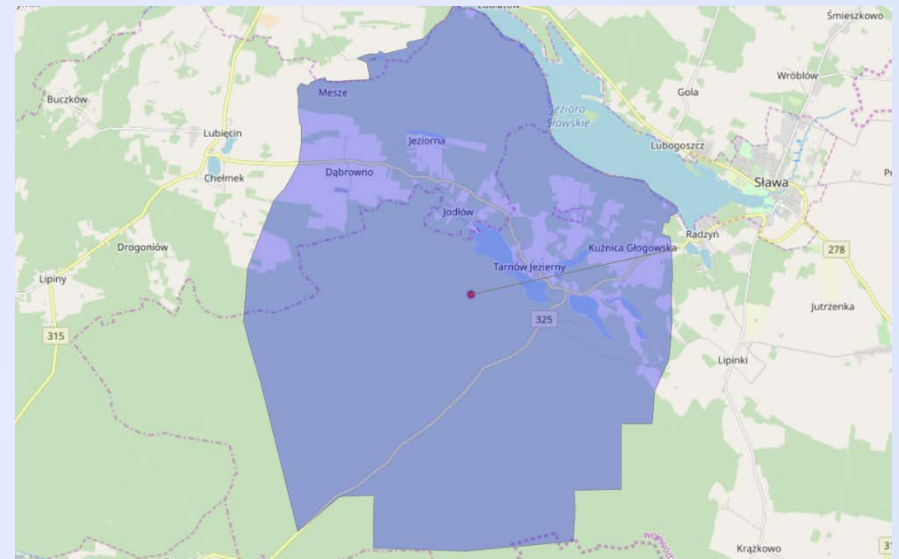 Śmieszkowo
Wróblów
Buczków
Mesze
Gola
Jezioro
Sławskie
Lubięcin
Jeziorna
Lubogoszcz
Chełmek
Dąbrowno
Sława
Jodłów
Radzyń
Drogoniów
Kuźnica Głogowska
278
Lipiny
Tarnów Jezierny
Jutrzenka
325
315
Lipinki
Krążkowo